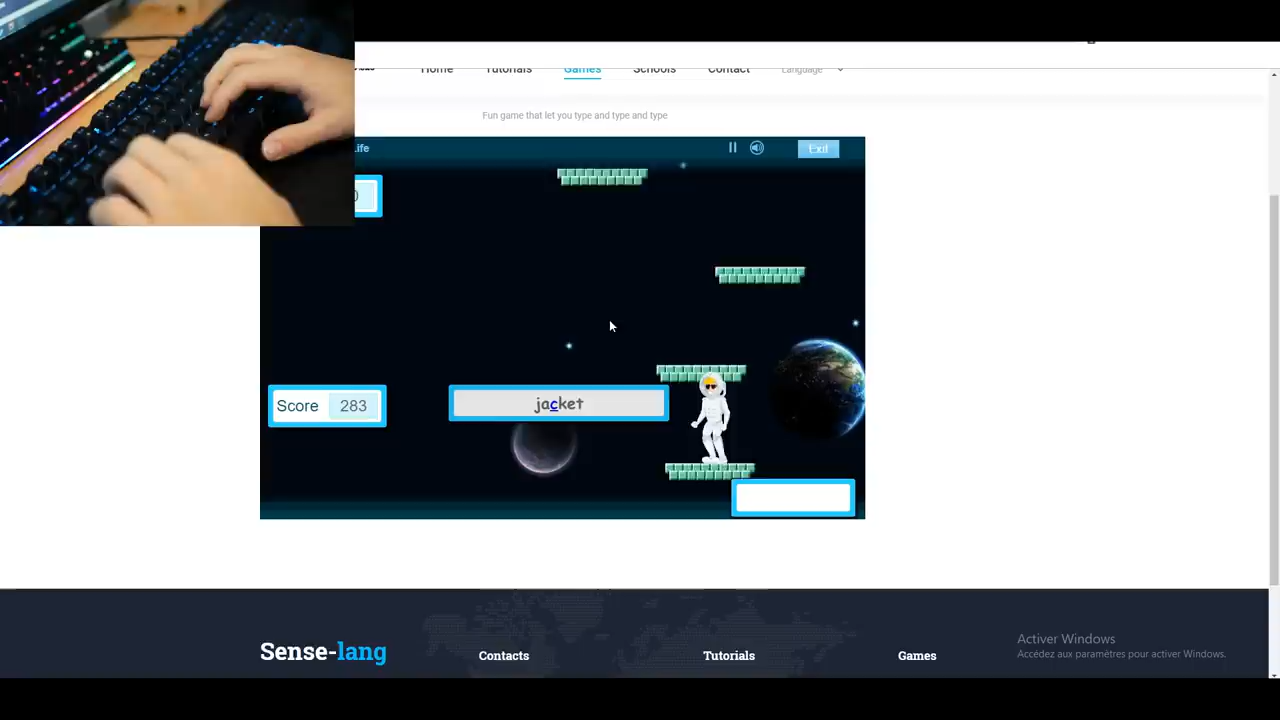 Home Tutorials Games Schools Contact Language
Fun game that let you type and type and type
Exit
jacket
Score 283
Sense-lang
Contacts
Tutorials
Games
Activer Windows
Accédez aux paramètres pour activer Windows.